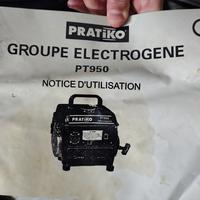 PRATIKO
GROUPE ELECTROGENE
PT950
NOTICE D'UTILISATION
PRATIKO